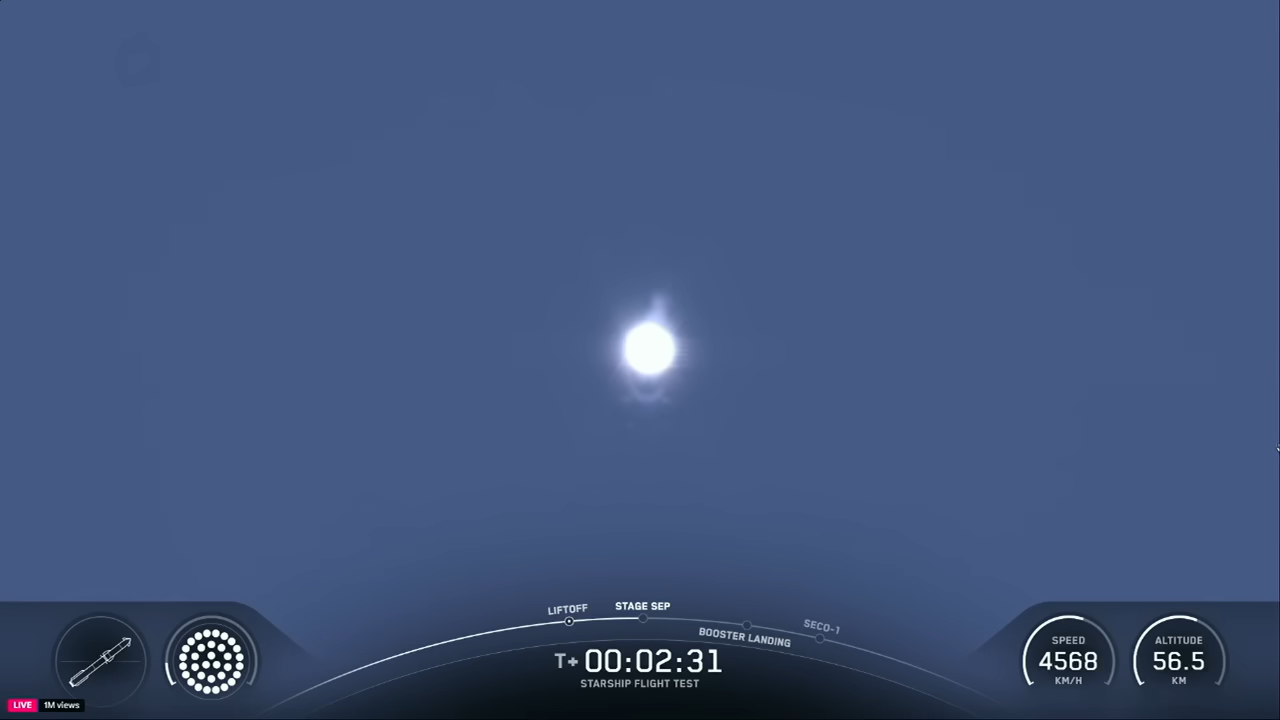 LIFTOFF
STAGE SEP
BOOSTER LANDING
SECO-1
T+ 00:02:31
STARSHIP FLIGHT TEST
SPEED
4568
KM/H
ALTITUDE
56.5
KM
LIVE 1M views